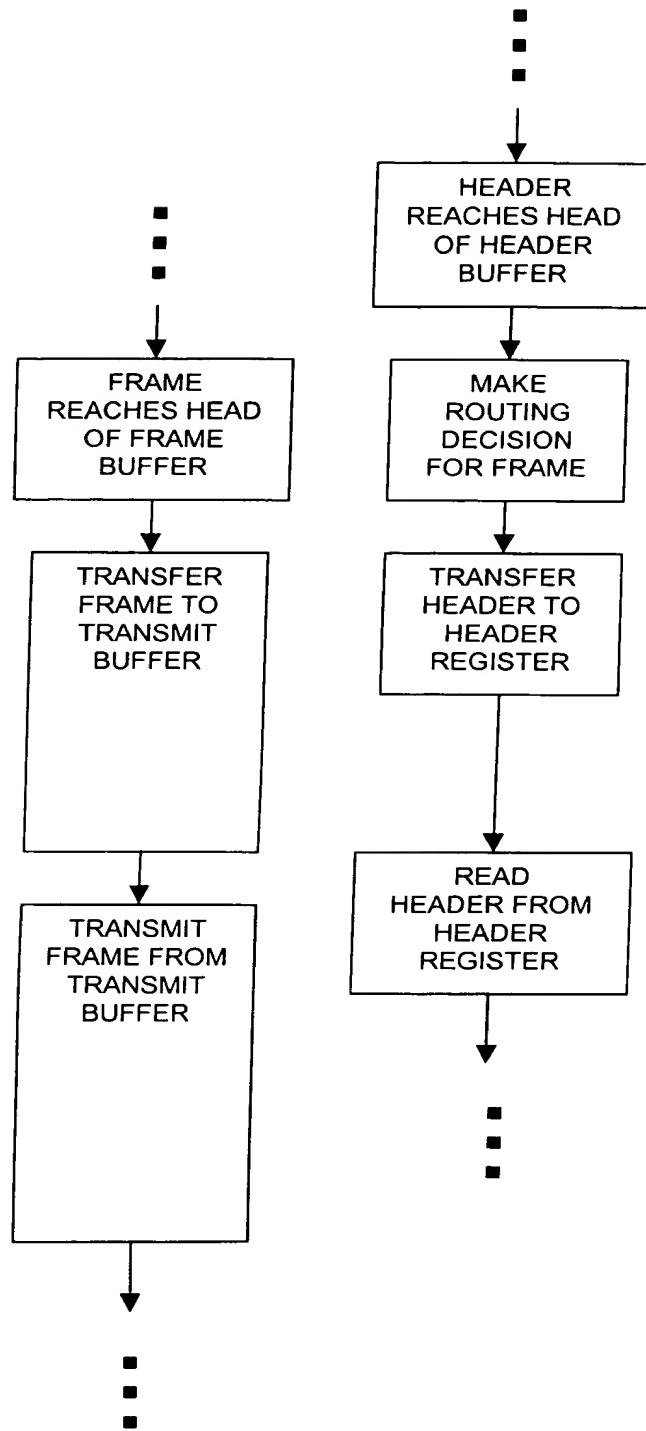 FRAME
REACHES HEAD
OF FRAME
BUFFER
TRANSFER
FRAME TO
TRANSMIT
BUFFER
TRANSMIT
FRAME FROM
TRANSMIT
BUFFER
HEADER
REACHES HEAD
OF HEADER
BUFFER
MAKE
ROUTING
DECISION
FOR FRAME
TRANSFER
HEADER TO
HEADER
REGISTER
READ
HEADER FROM
HEADER
REGISTER